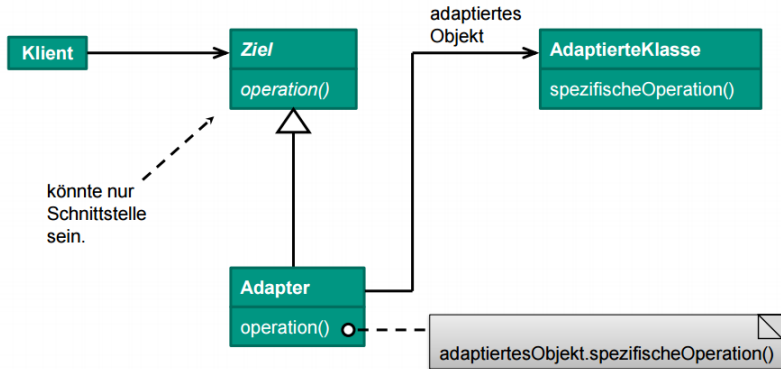 adaptiertes
Objekt
Klient
Ziel
operation()
AdaptierteKlasse
spezifischeOperation()
könnte nur
Schnittstelle
sein.
Adapter
operation()
adaptiertesObjekt.spezifischeOperation()